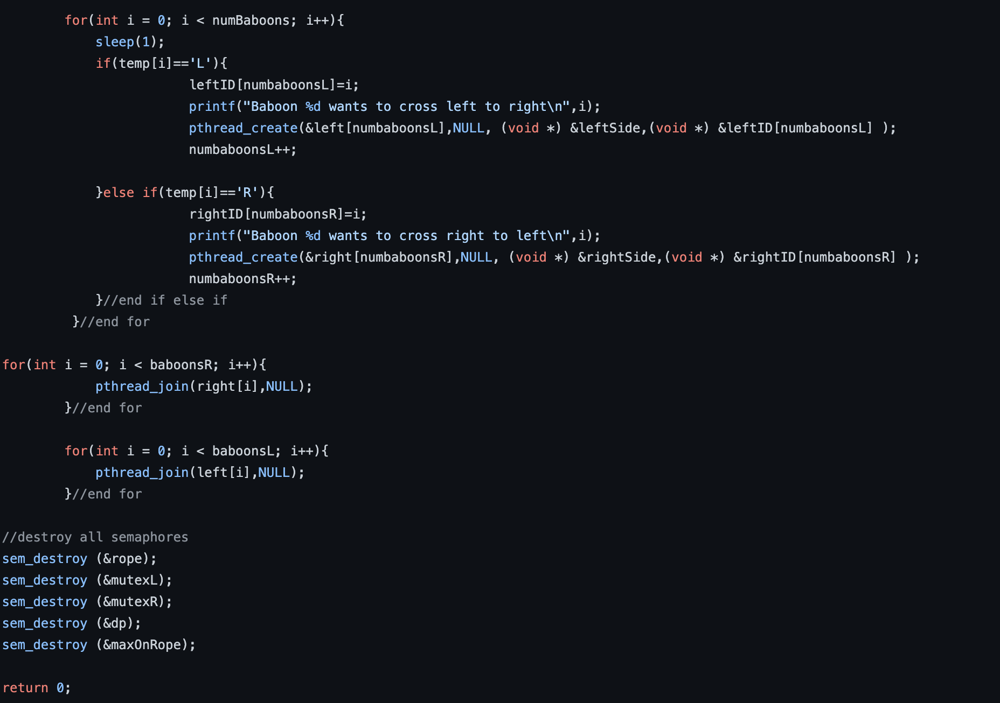 for(int i = 0; i < numBaboons; i++){
sleep(1);
if(temp[i]=='L'){
leftID[numbaboonsL]=i;
printf("Baboon %d wants to cross left to right\n",i);
pthread_create(&left[numbaboonsL],NULL, (void *) &leftSide,(void *) &leftID[numbaboonsL] );
numbaboonsL++;
}else if(temp[i]=='R'){
rightID[numbaboonsR]=i;
printf("Baboon %d wants to cross right to left\n",i);
pthread_create(&right[numbaboonsR],NULL, (void *) &rightSide,(void *) &rightID[numbaboonsR] );
numbaboonsR++;
}//end if else if
}//end for
for(int i = 0; i < baboonsR; i++){
pthread_join(right[i],NULL);
}//end for
for(int i = 0; i < baboonsL; i++){
pthread_join(left[i],NULL);
}//end for
//destroy all semaphores
sem_destroy (&rope);
sem_destroy (&mutexL);
sem_destroy (&mutexR);
sem_destroy (&dp);
sem_destroy (&maxOnRope);
return 0;